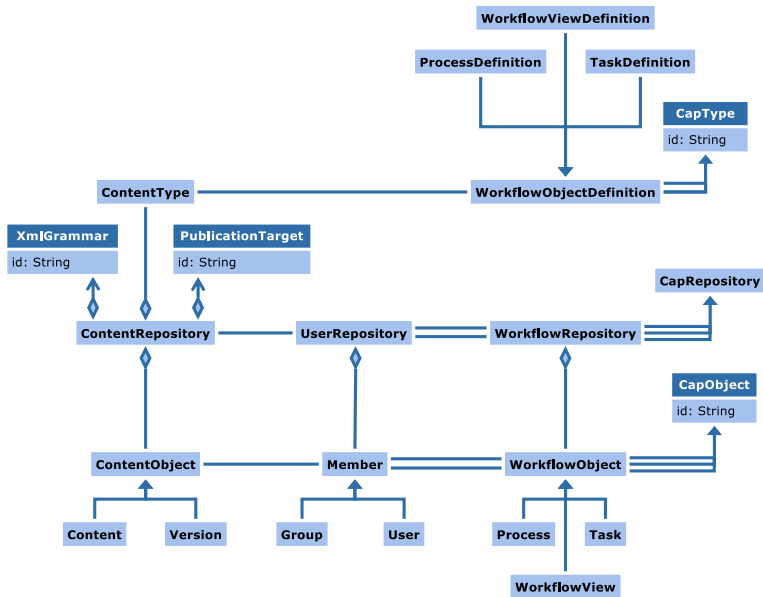 WorkflowViewDefinition
ProcessDefinition
TaskDefinition
CapType
id: String
ContentType
WorkflowObjectDefinition
XmlGrammar
id: String
PublicationTarget
id: String
CapRepository
ContentRepository
UserRepository
WorkflowRepository
CapObject
id: String
ContentObject
Member
WorkflowObject
Content
Version
Group
User
Process
Task
WorkflowView